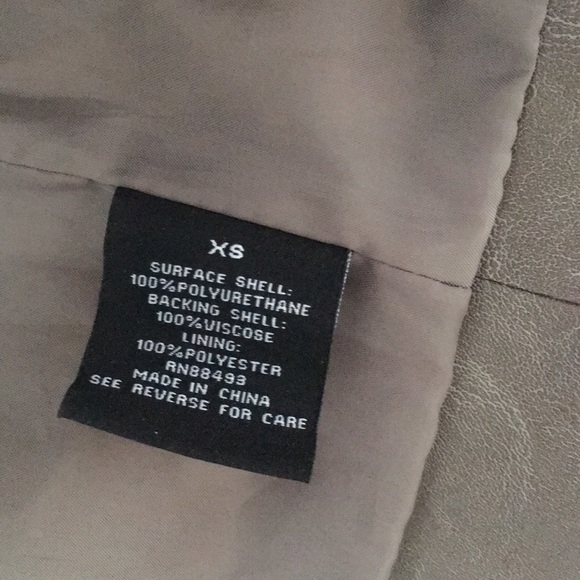 XS
SURFACE SHELL:
100%POLYURETHANE
BACKING SHELL:
100%VISCOSE
LINING:
100%POLYESTER
RN88493
MADE IN CHINA
SEE REVERSE FOR CARE